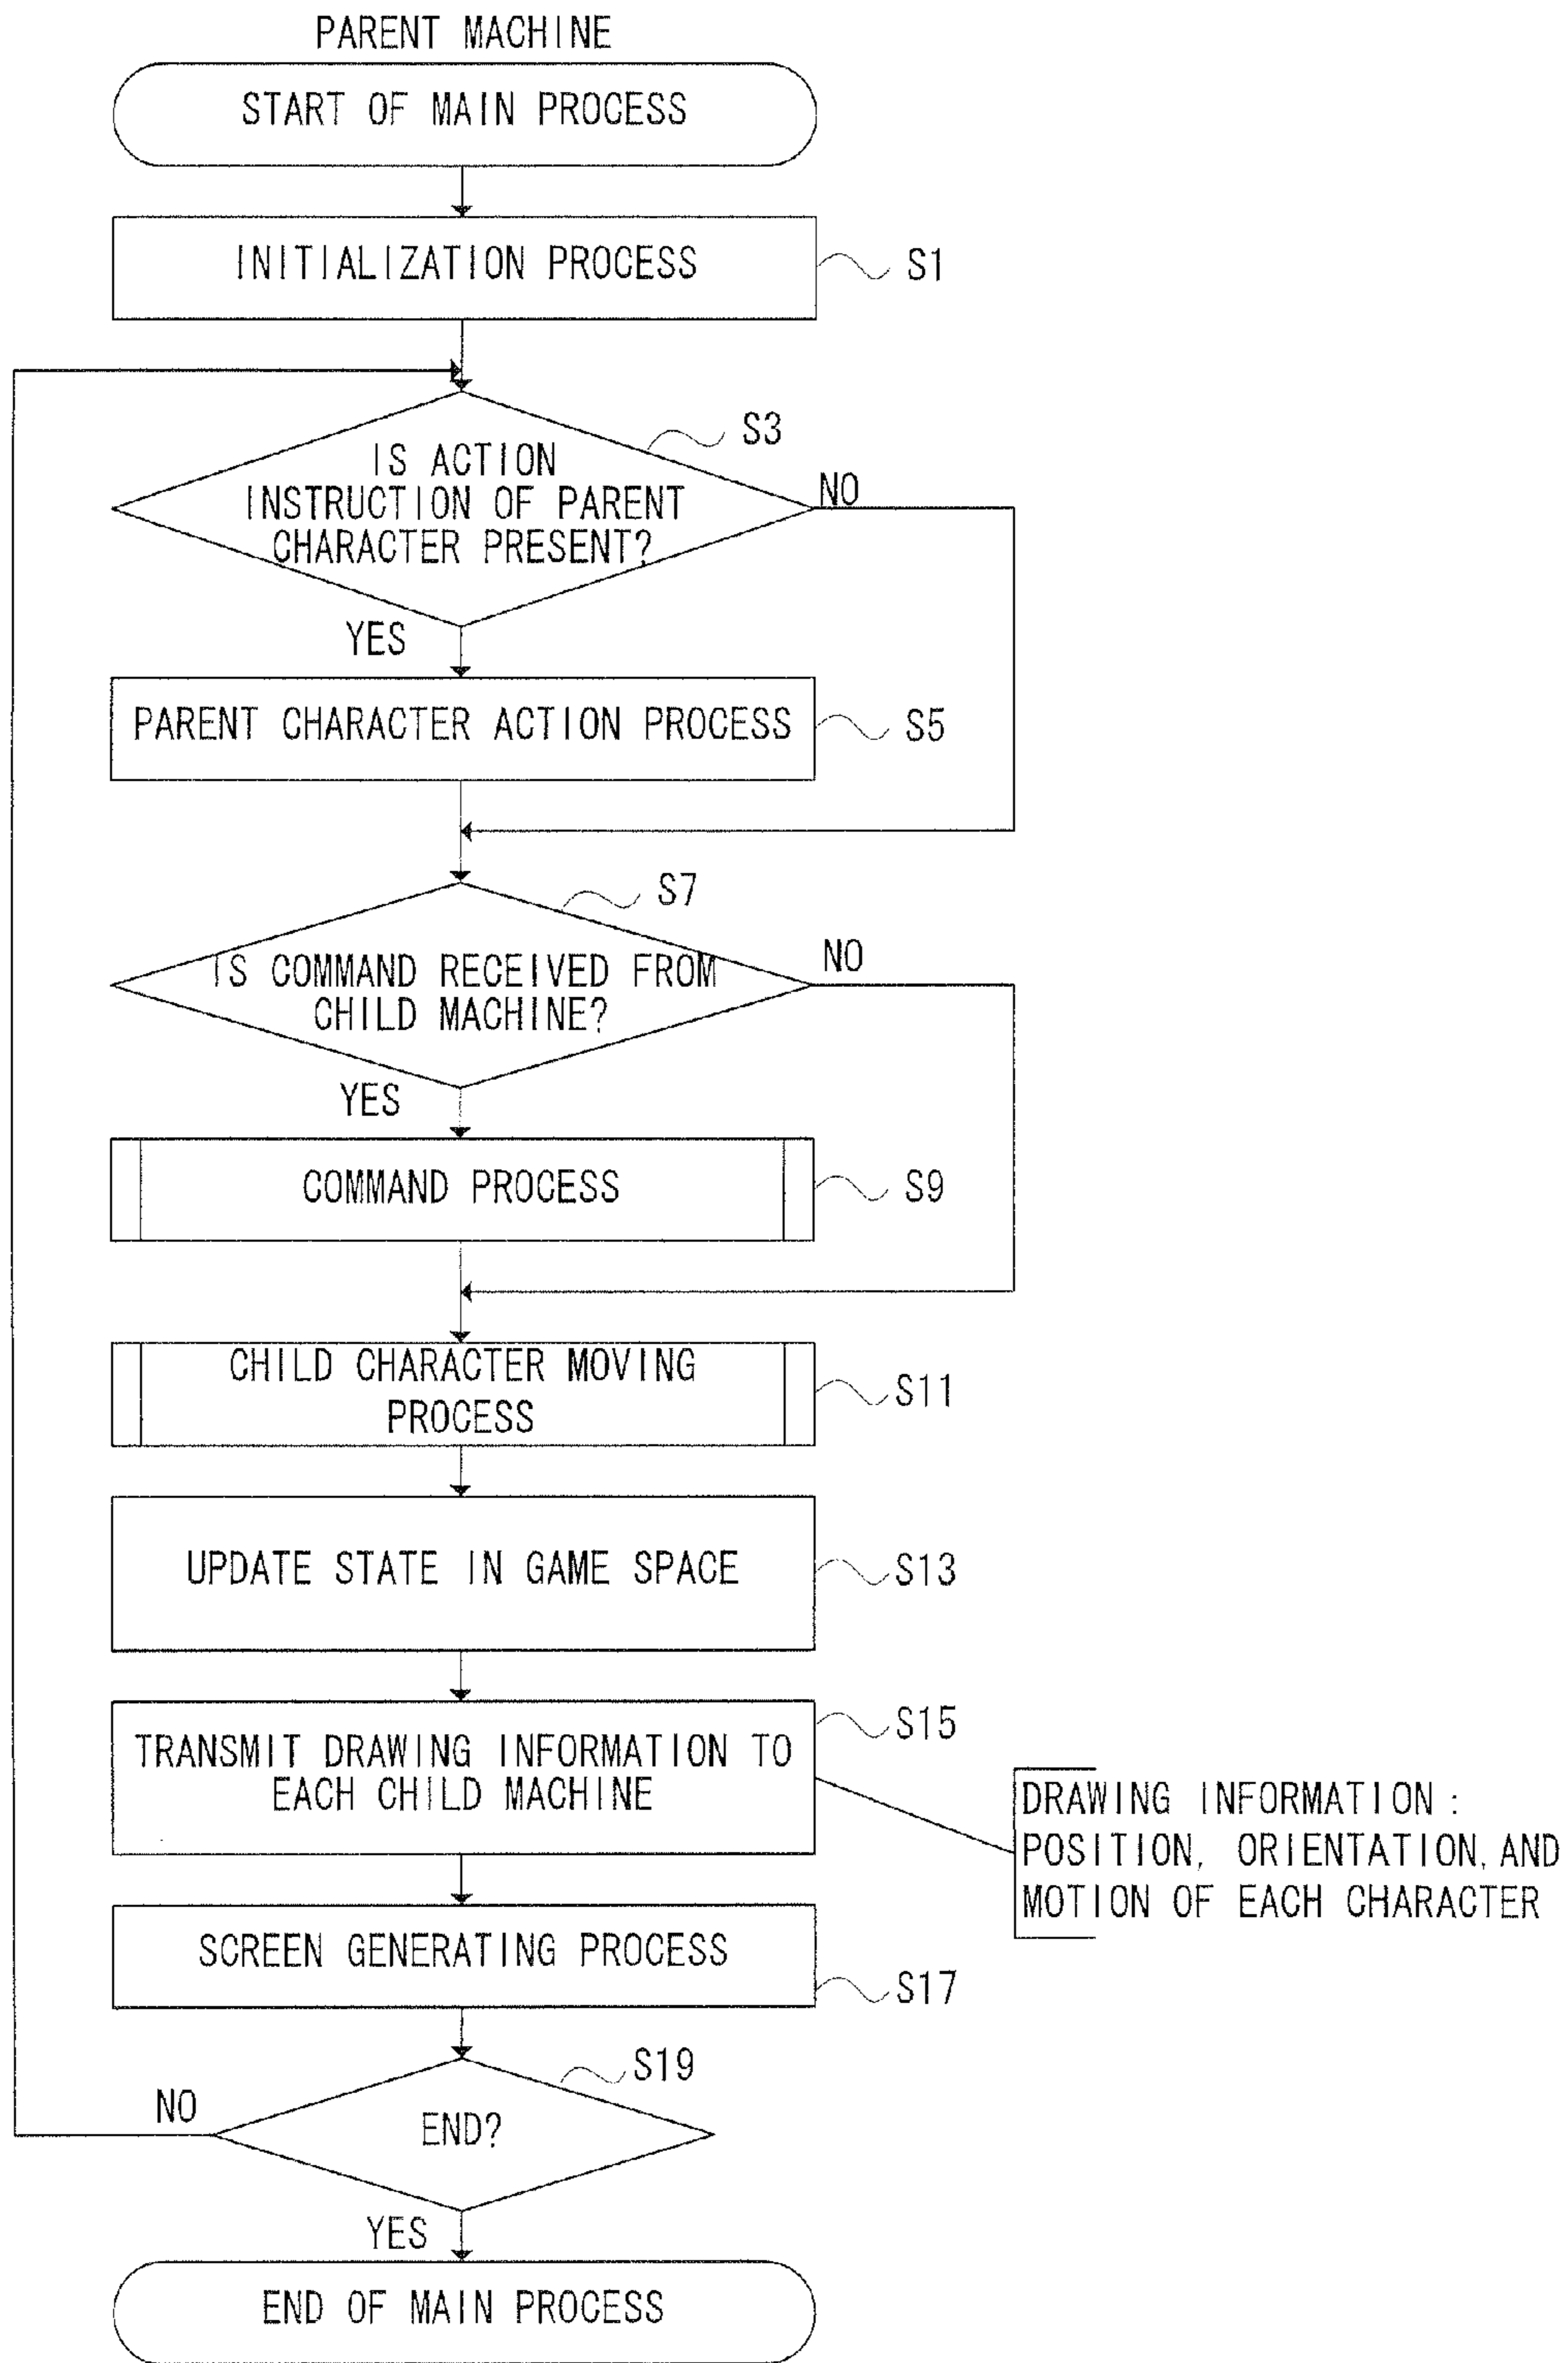 PARENT MACHINE
START OF MAIN PROCESS
INITIALIZATION PROCESS
S1
S3
IS ACTION
INSTRUCTION OF PARENT
CHARACTER PRESENT?
NO
YES
PARENT CHARACTER ACTION PROCESS
S5
S7
IS COMMAND RECEIVED FROM
CHILD MACHINE?
NO
YES
COMMAND PROCESS
S9
CHILD CHARACTER MOVING
PROCESS
S11
UPDATE STATE IN GAME SPACE
S13
TRANSMIT DRAWING INFORMATION TO
EACH CHILD MACHINE
S15
DRAWING INFORMATION:
POSITION, ORIENTATION, AND
MOTION OF EACH CHARACTER
SCREEN GENERATING PROCESS
S17
S19
END?
NO
YES
END OF MAIN PROCESS